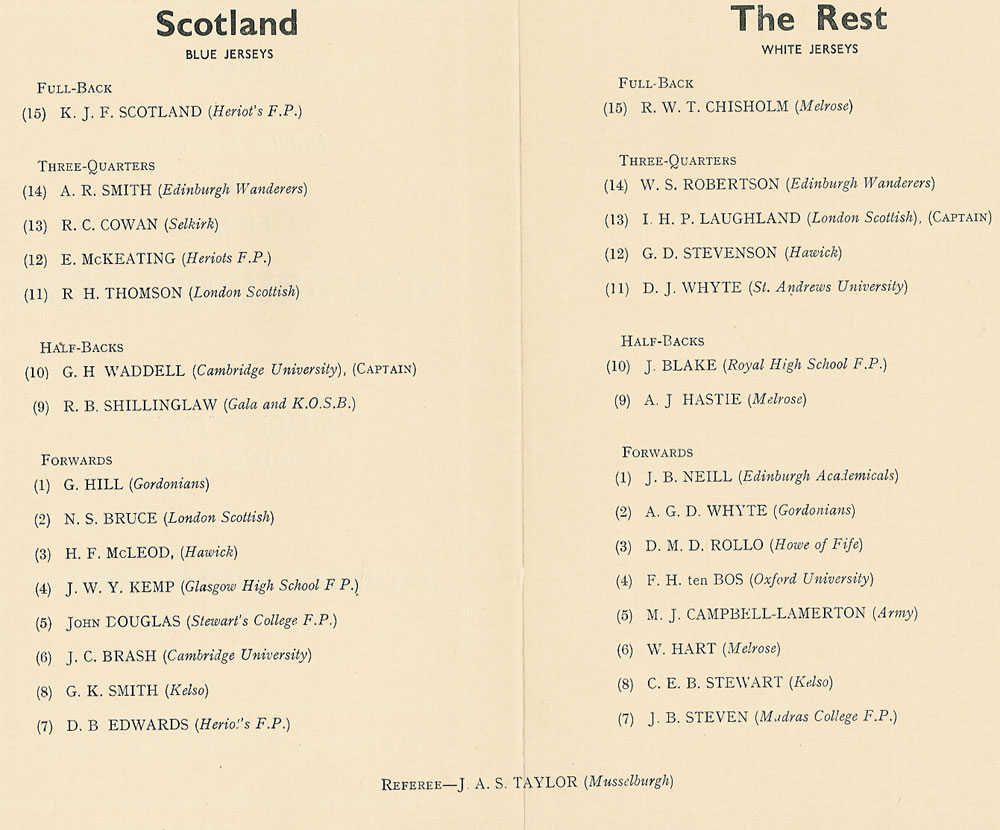 Scotland
BLUE JERSEYS
FULL-BACK
(15) K. J. F. SCOTLAND (Heriot's F.P.)
THREE-QUARTERS
(14) A. R. SMITH (Edinburgh Wanderers)
(13) R. C. COWAN (Selkirk)
(12) E. McKEATING (Heriots F.P.)
(11) R H. THOMSON (London Scottish)
HALF-BACKS
(10) G. H WADDELL (Cambridge University), (CAPTAIN)
(9) R. B. SHILLINGLAW (Gala and K.O.S.B.)
FORWARDS
(1) G. HILL (Gordonians)
(2) N. S. BRUCE (London Scottish)
(3) H. F. McLEOD, (Hawick)
(4) J. W. Y. KEMP (Glasgow High School F P.)
(5) JOHN DOUGLAS (Stewart's College F.P.)
(6) J. C. BRASH (Cambridge University)
(8) G. K. SMITH (Kelso)
(7) D. B EDWARDS (Heriot's F.P.)
The Rest
WHITE JERSEYS
FULL-BACK
(15) R. W. T. CHISHOLM (Melrose)
THREE-QUARTERS
(14) W. S. ROBERTSON (Edinburgh Wanderers)
(13) I. H. P. LAUGHLAND (London Scottish), (CAPTAIN)
(12) G. D. STEVENSON (Hawick)
(11) D. J. WHYTE (St. Andrews University)
HALF-BACKS
(10) J. BLAKE (Royal High School F.P.)
(9) A. J HASTIE (Melrose)
FORWARDS
(1) J. B. NEILL (Edinburgh Academicals)
(2) A. G. D. WHYTE (Gordonians)
(3) D. M. D. ROLLO (Howe of Fife)
(4) F. H. ten BOS (Oxford University)
(5) M. J. CAMPBELL-LAMERTON (Army)
(6) W. HART (Melrose)
(8) C. E. B. STEWART (Kelso)
(7) J. B. STEVEN (Madras College F.P.)
REFEREE—J. A. S. TAYLOR (Musselburgh)